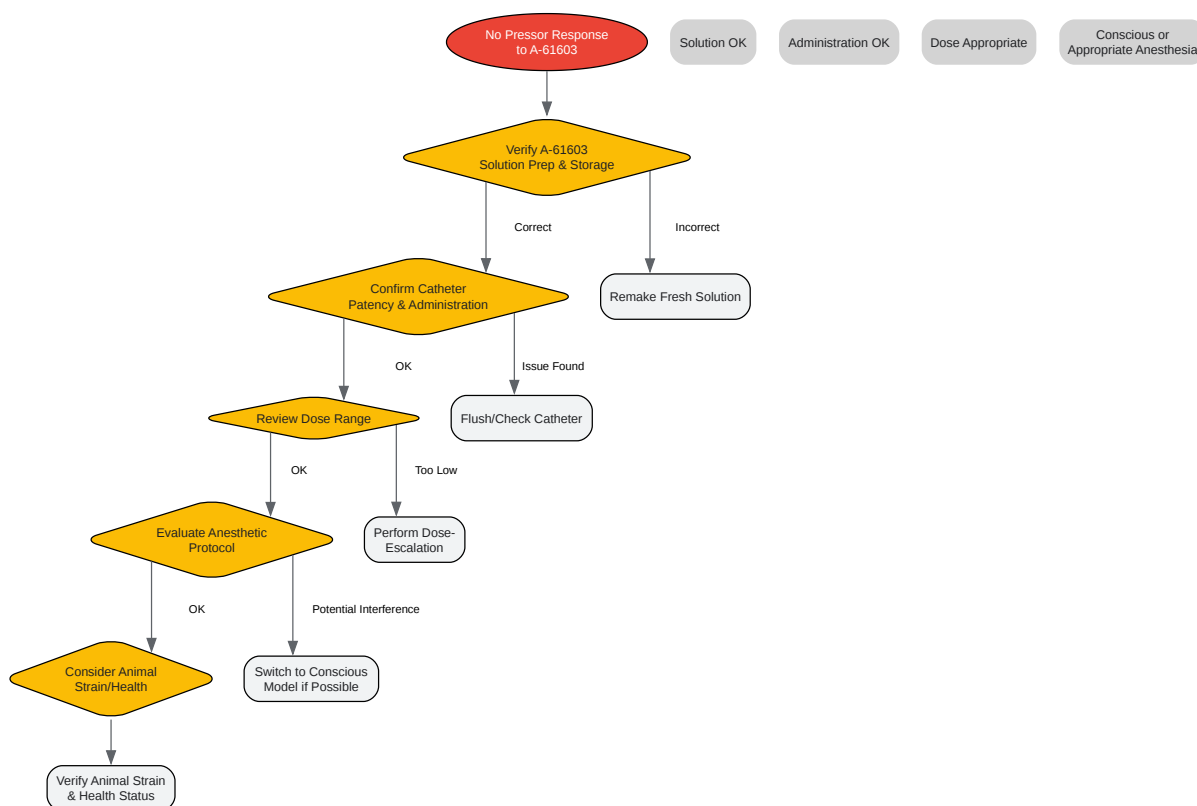 No Pressor Response
to A-61603
Solution OK
Administration OK
Dose Appropriate
Conscious or
Appropriate Anesthesia
Verify A-61603
Solution Prep & Storage
Correct
Incorrect
Confirm Catheter
Patency & Administration
Remake Fresh Solution
OK
Issue Found
Review Dose Range
Flush/Check Catheter
OK
Too Low
Evaluate Anesthetic
Protocol
Perform Dose-
Escalation
OK
Potential Interference
Consider Animal
Strain/Health
Switch to Conscious
Model if Possible
Verify Animal Strain
& Health Status